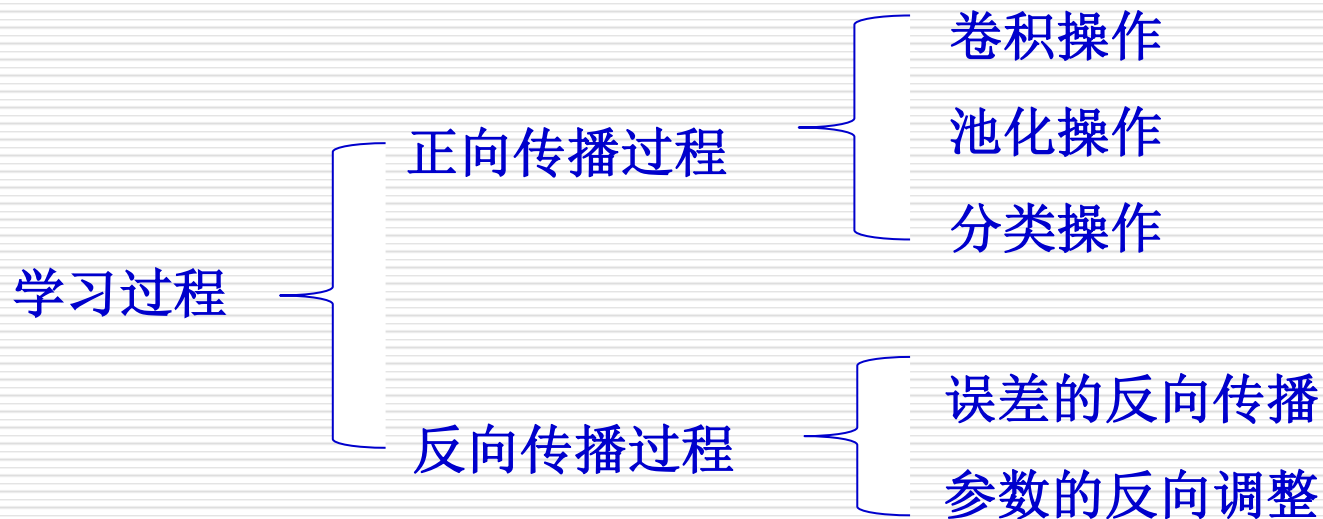 卷积操作
正向传播过程
池化操作
分类操作
学习过程
误差的反向传播
反向传播过程
参数的反向调整